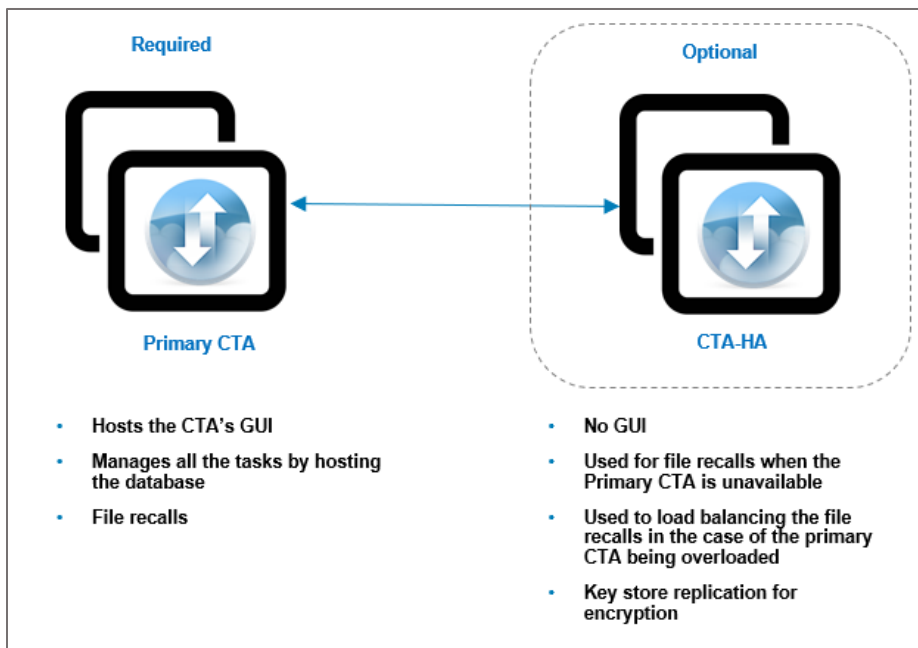 Required
Primary CTA
• Hosts the CTA's GUI
• Manages all the tasks by hosting
the database
• File recalls
Optional
CTA-HA
• No GUI
• Used for file recalls when the
Primary CTA is unavailable
• Used to load balancing the file
recalls in the case of the primary
CTA being overloaded
• Key store replication for
encryption